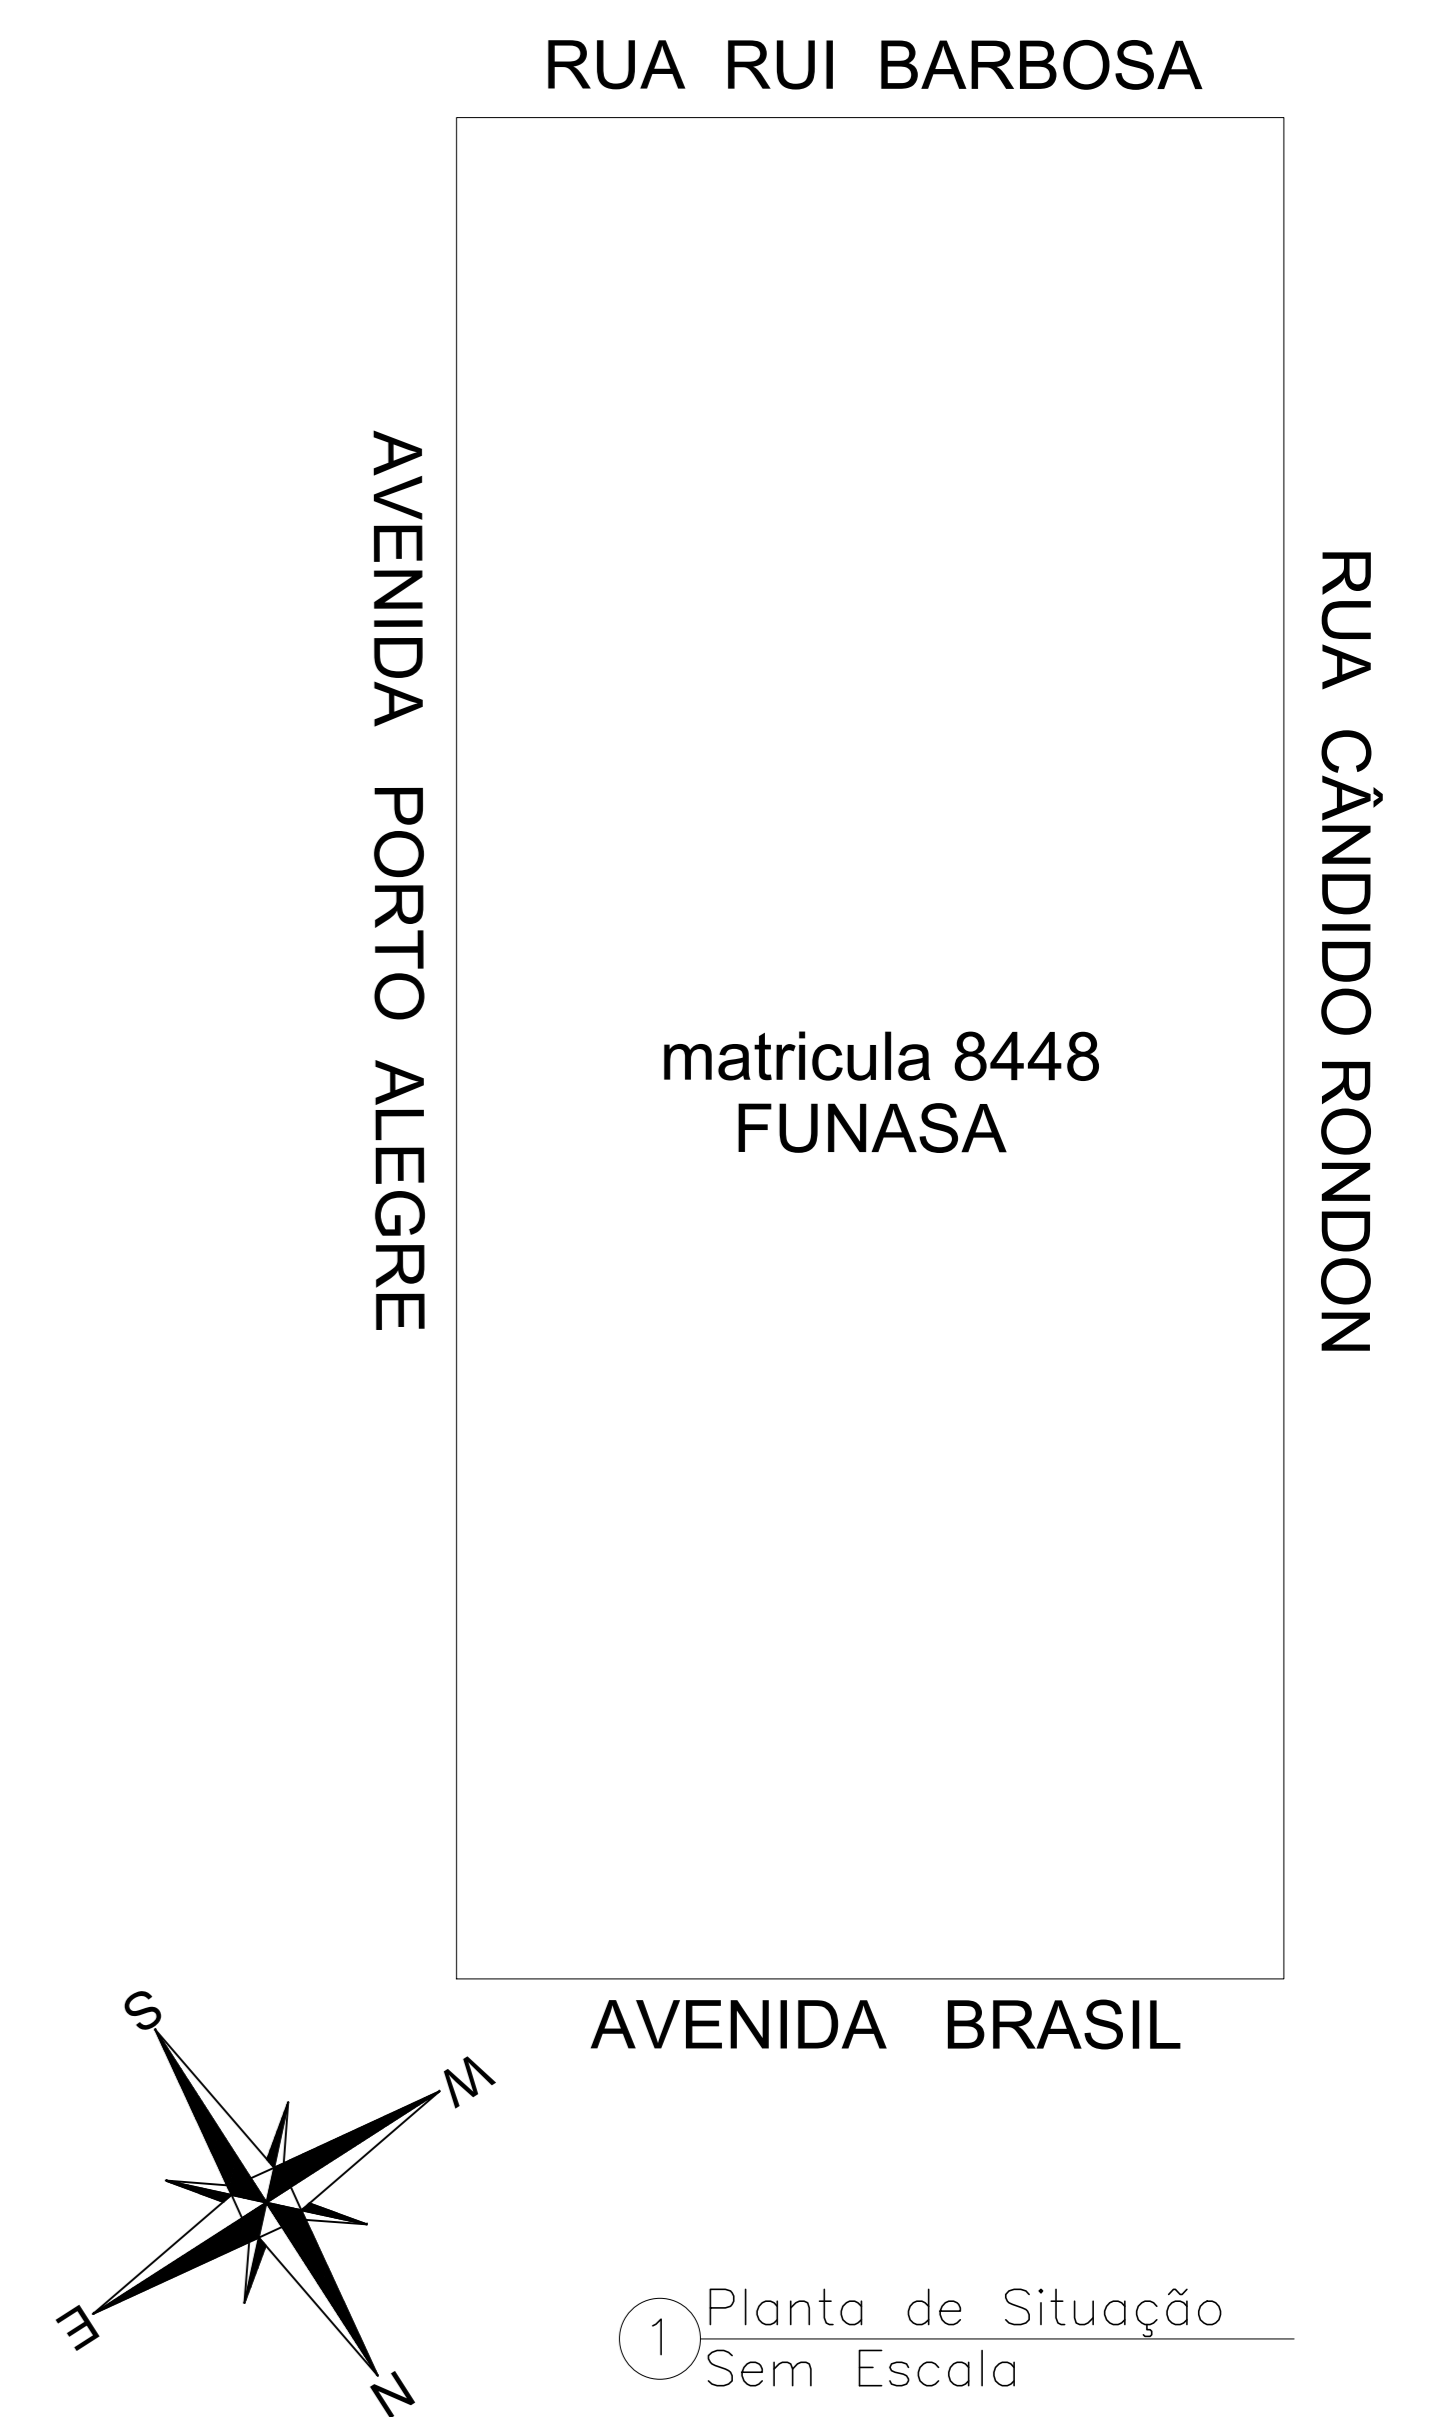 RUA RUI BARBOSA
AVENIDA PORTO ALEGRE
RUA CÂNDIDO RONDON
matricula 8448
FUNASA
AVENIDA BRASIL
S
W
E
N
1
Planta de Situação
Sem Escala